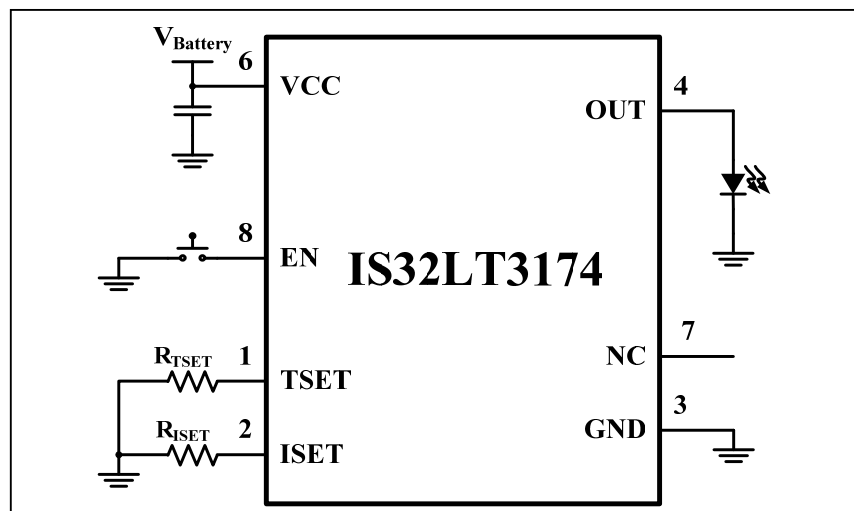 VBattery
6
VCC
4
OUT
8
EN
IS32LT3174
7
NC
RTSET
1
TSET
3
GND
RISET
2
ISET